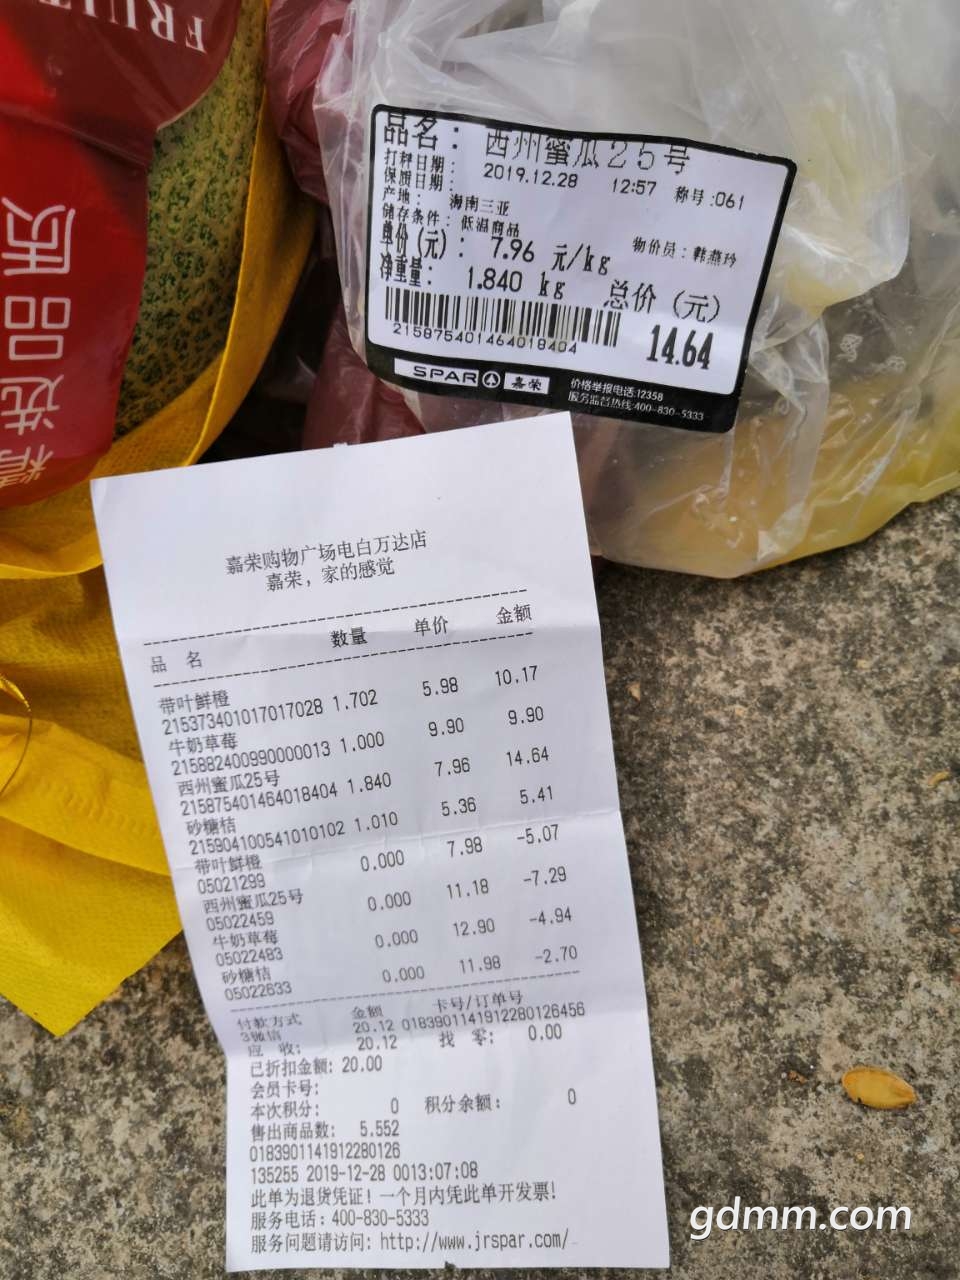 FRUIT
精选品质
品名： 西州蜜瓜25号
打秤日期： 2019.12.28 12:57 称号:061
保质日期：
产地： 海南三亚
储存条件： 低温商品
单价(元)： 7.96 元/kg 物价员：韩燕玲
净重量： 1.840 kg 总价 (元)
215875401464018404 14.64
SPAR 嘉荣 价格举报电话:12358
服务监督热线:400-830-5333
嘉荣购物广场电白万达店
嘉荣，家的感觉
品 名 数量 单价 金额
带叶鲜橙
215373401017017028 1.702 5.98 10.17
牛奶草莓
215882400990000013 1.000 9.90 9.90
西州蜜瓜25号
215875401464018404 1.840 7.96 14.64
砂糖桔
215904100541010102 1.010 5.36 5.41
带叶鲜橙
05021299 0.000 7.98 -5.07
西州蜜瓜25号
05022459 0.000 11.18 -7.29
牛奶草莓
05022483 0.000 12.90 -4.94
砂糖桔
05022633 0.000 11.98 -2.70
付款方式 金额 卡号/订单号
3微信 20.12 0183901141912280126456
应 收: 20.12 找 零: 0.00
已折扣金额: 20.00
会员卡号:
本次积分: 0 积分余额: 0
售出商品数: 5.552
0183901141912280126
135255 2019-12-28 0013:07:08
此单为退货凭证！一个月内凭此单开发票！
服务电话：400-830-5333
服务问题请访问: http://www.jrspar.com/
gdmm.com